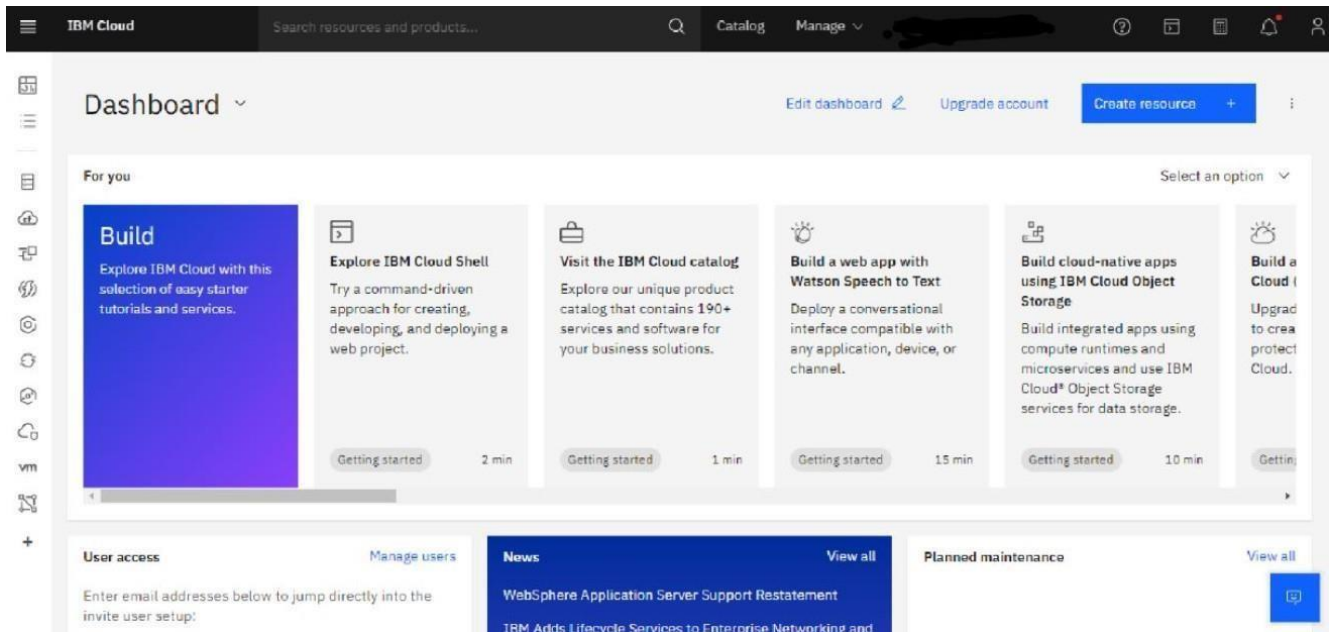 IBM Cloud
Search resources and products...
Catalog
Manage
Dashboard
Edit dashboard
Upgrade account
Create resource +
For you
Select an option
Build
Explore IBM Cloud with this
selection of easy starter
tutorials and services.
Explore IBM Cloud Shell
Try a command-driven
approach for creating,
developing, and deploying a
web project.
Getting started
2 min
Visit the IBM Cloud catalog
Explore our unique product
catalog that contains 190+
services and software for
your business solutions.
Getting started
1 min
Build a web app with
Watson Speech to Text
Deploy a conversational
interface compatible with
any application, device, or
channel.
Getting started
15 min
Build cloud-native apps
using IBM Cloud Object
Storage
Build integrated apps using
compute runtimes and
microservices and use IBM
Cloud® Object Storage
services for data storage.
Getting started
10 min
Build a
Cloud (
Upgrad
to crea
protect
Cloud.
Getting
vm
User access
Manage users
Enter email addresses below to jump directly into the
invite user setup:
News
View all
WebSphere Application Server Support Restatement
IBM Adds Lifecycle Services to Enterprise Networking and
Planned maintenance
View all